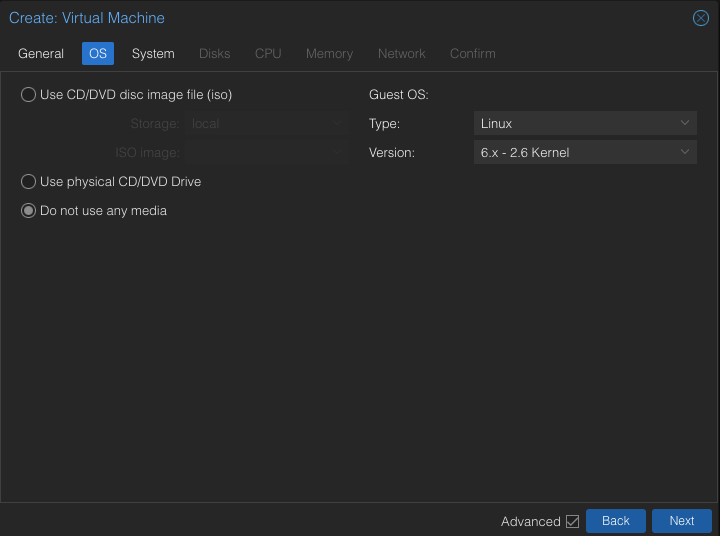 Create: Virtual Machine
General OS System Disks CPU Memory Network Confirm
Use CD/DVD disc image file (iso) Guest OS:
Storage: local Type: Linux
ISO image: Version: 6.x - 2.6 Kernel
Use physical CD/DVD Drive
Do not use any media
Advanced Back Next